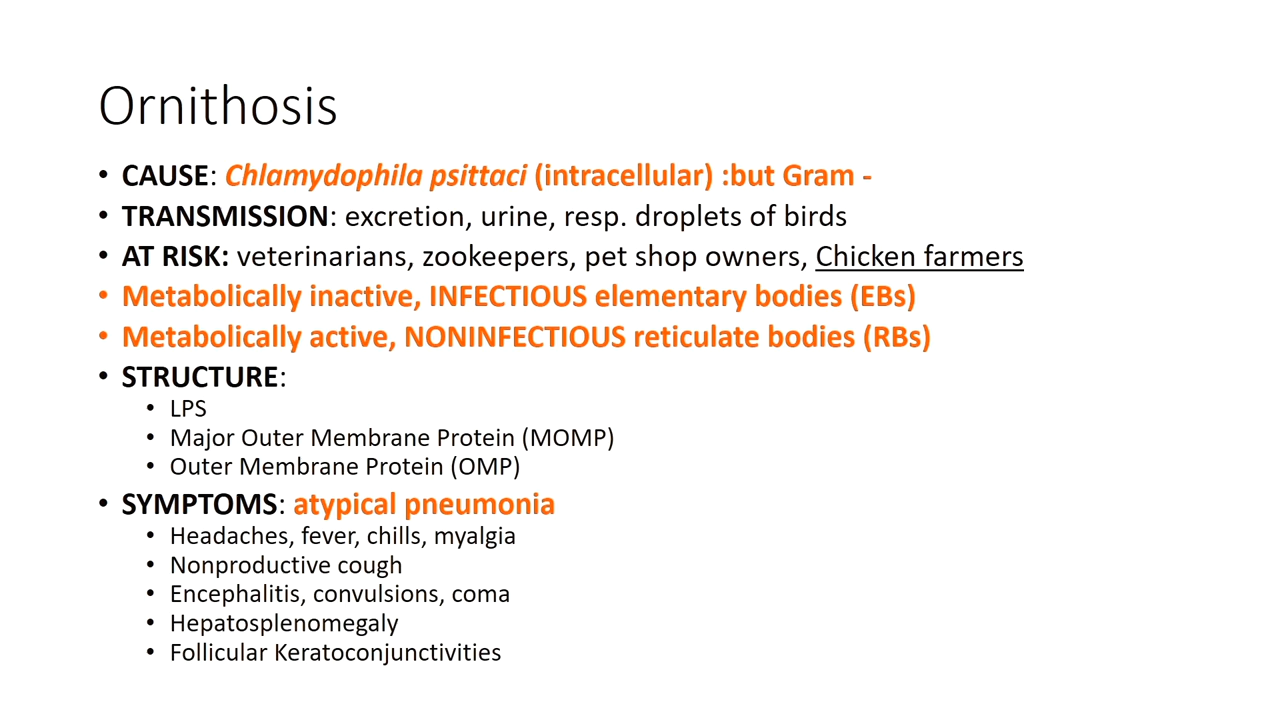 Ornithosis
• CAUSE: Chlamydophila psittaci (intracellular) :but Gram -
• TRANSMISSION: excretion, urine, resp. droplets of birds
• AT RISK: veterinarians, zookeepers, pet shop owners, Chicken farmers
• Metabolically inactive, INFECTIOUS elementary bodies (EBs)
• Metabolically active, NONINFECTIOUS reticulate bodies (RBs)
• STRUCTURE:
• LPS
• Major Outer Membrane Protein (MOMP)
• Outer Membrane Protein (OMP)
• SYMPTOMS: atypical pneumonia
• Headaches, fever, chills, myalgia
• Nonproductive cough
• Encephalitis, convulsions, coma
• Hepatosplenomegaly
• Follicular Keratoconjunctivities